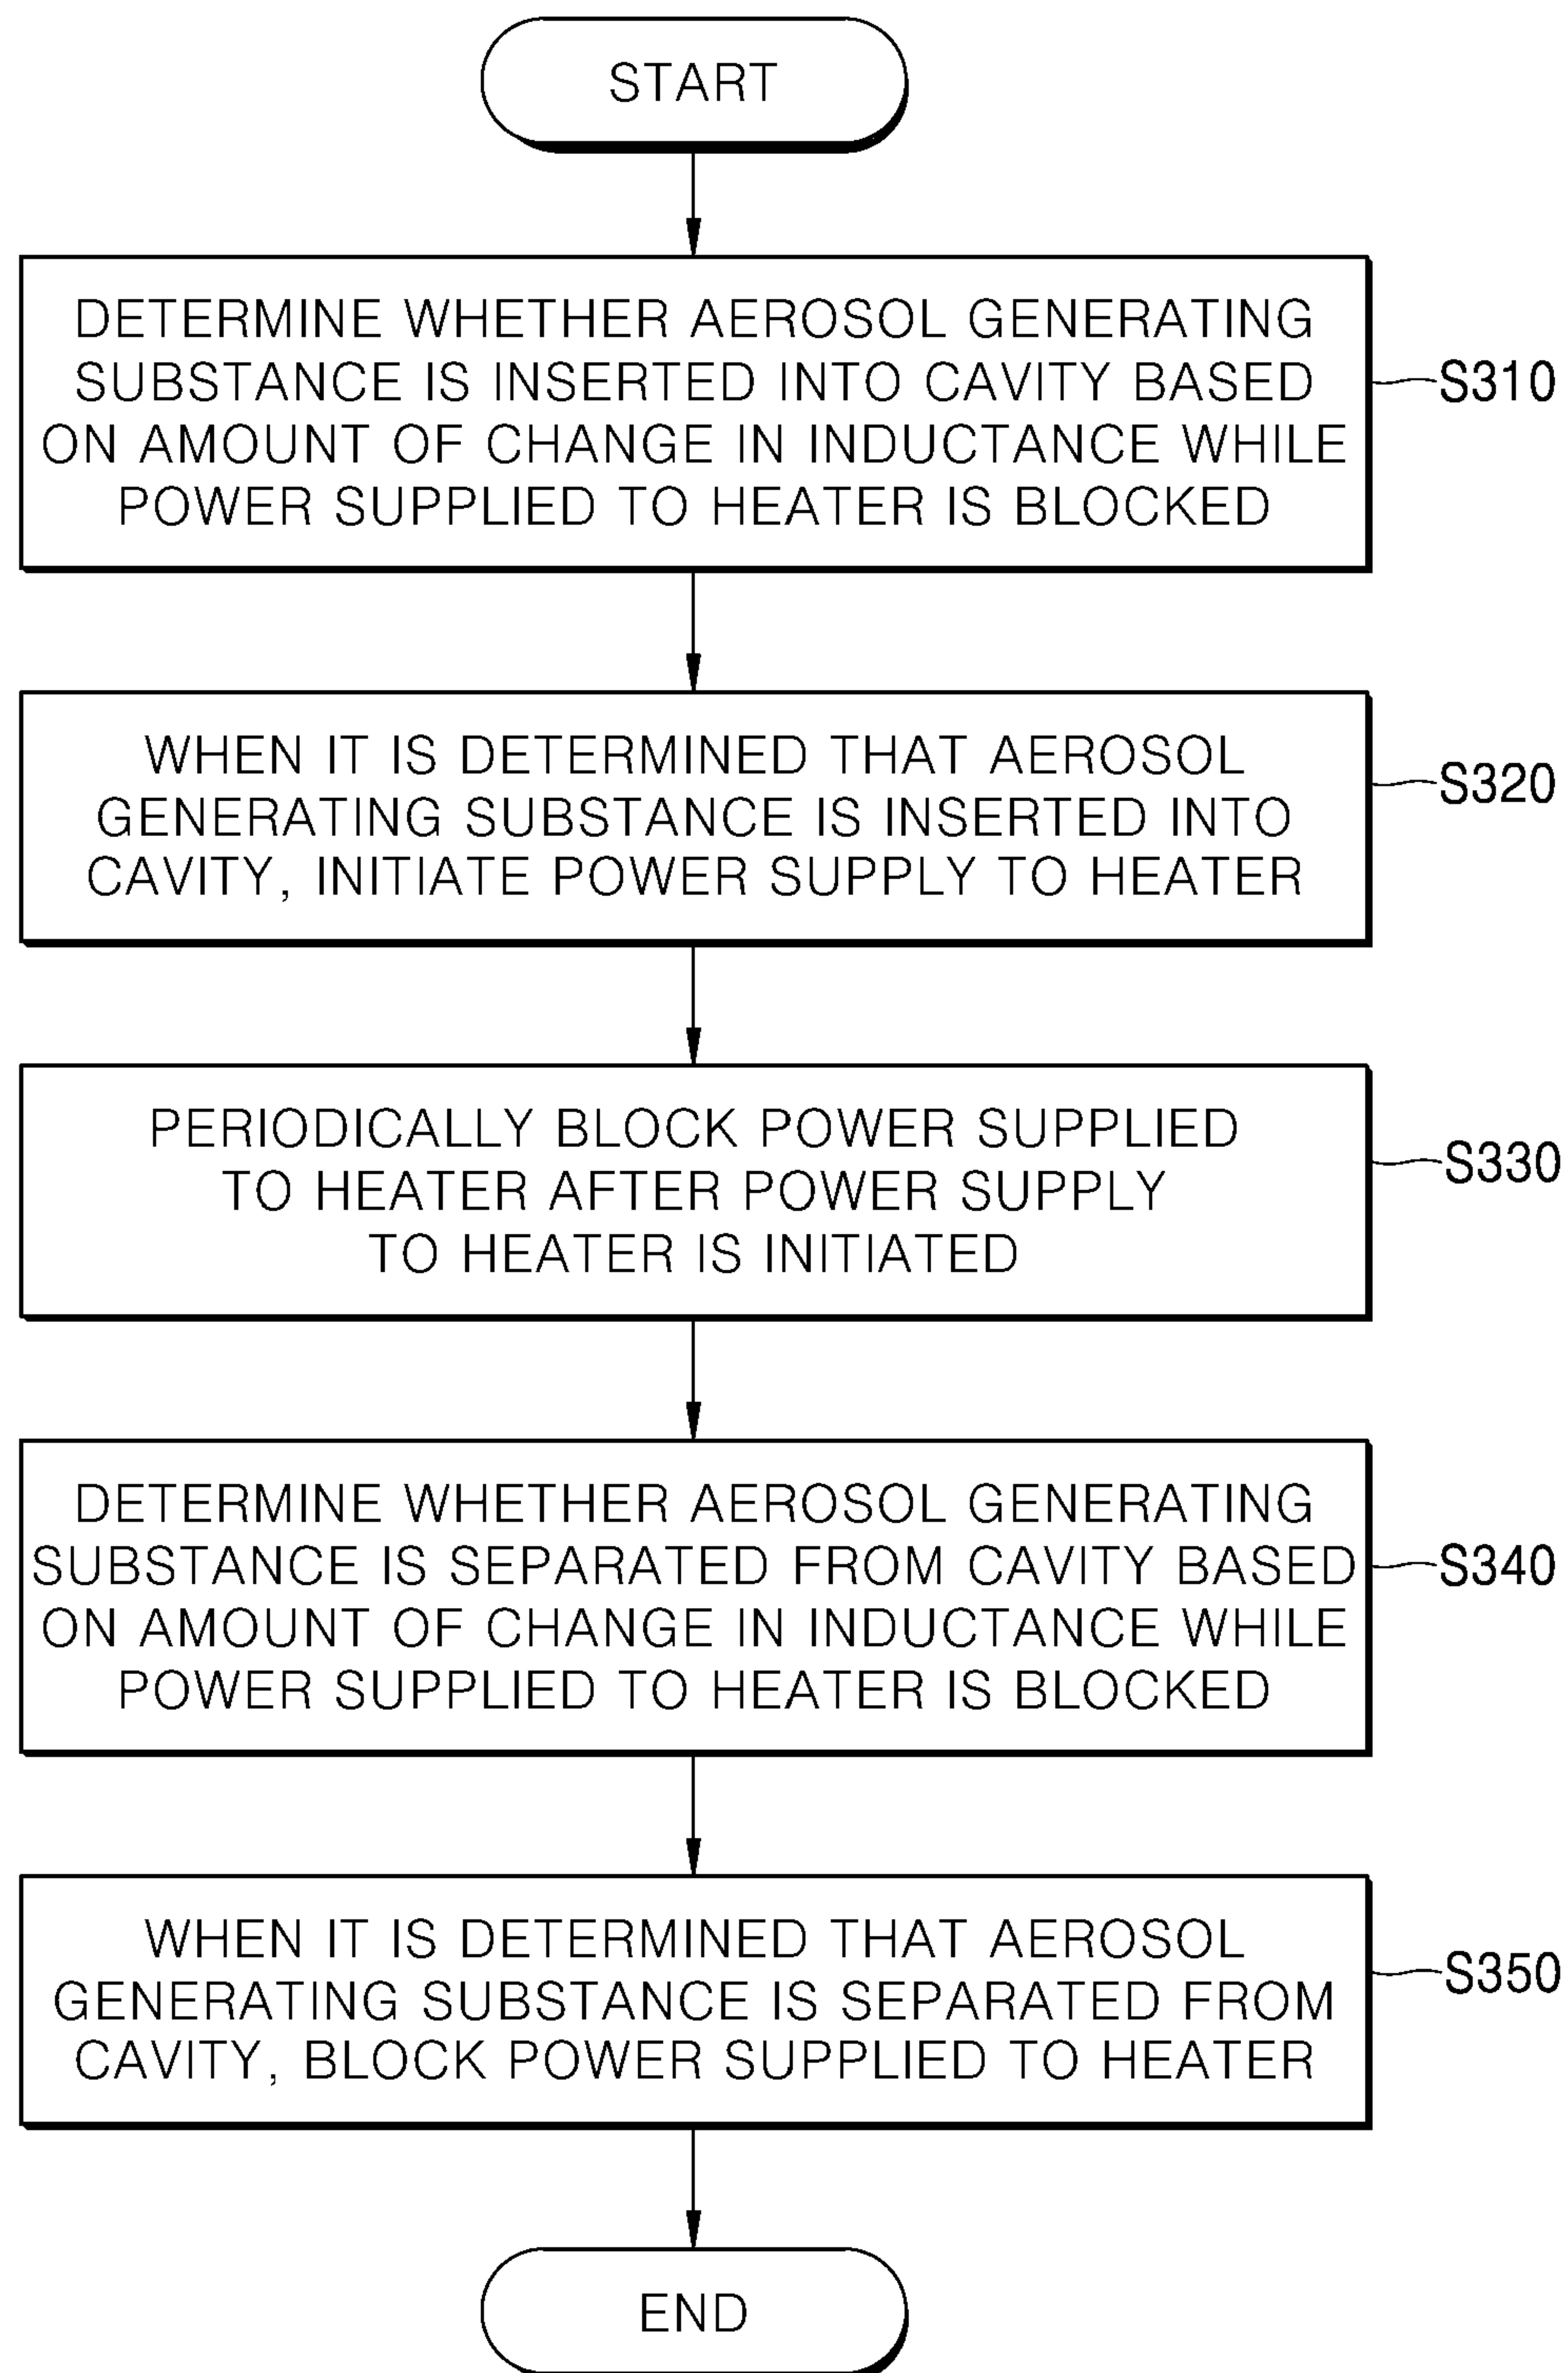 START
DETERMINE WHETHER AEROSOL GENERATING
SUBSTANCE IS INSERTED INTO CAVITY BASED
ON AMOUNT OF CHANGE IN INDUCTANCE WHILE
POWER SUPPLIED TO HEATER IS BLOCKED
S310
WHEN IT IS DETERMINED THAT AEROSOL
GENERATING SUBSTANCE IS INSERTED INTO
CAVITY, INITIATE POWER SUPPLY TO HEATER
S320
PERIODICALLY BLOCK POWER SUPPLIED
TO HEATER AFTER POWER SUPPLY
TO HEATER IS INITIATED
S330
DETERMINE WHETHER AEROSOL GENERATING
SUBSTANCE IS SEPARATED FROM CAVITY BASED
ON AMOUNT OF CHANGE IN INDUCTANCE WHILE
POWER SUPPLIED TO HEATER IS BLOCKED
S340
WHEN IT IS DETERMINED THAT AEROSOL
GENERATING SUBSTANCE IS SEPARATED FROM
CAVITY, BLOCK POWER SUPPLIED TO HEATER
S350
END